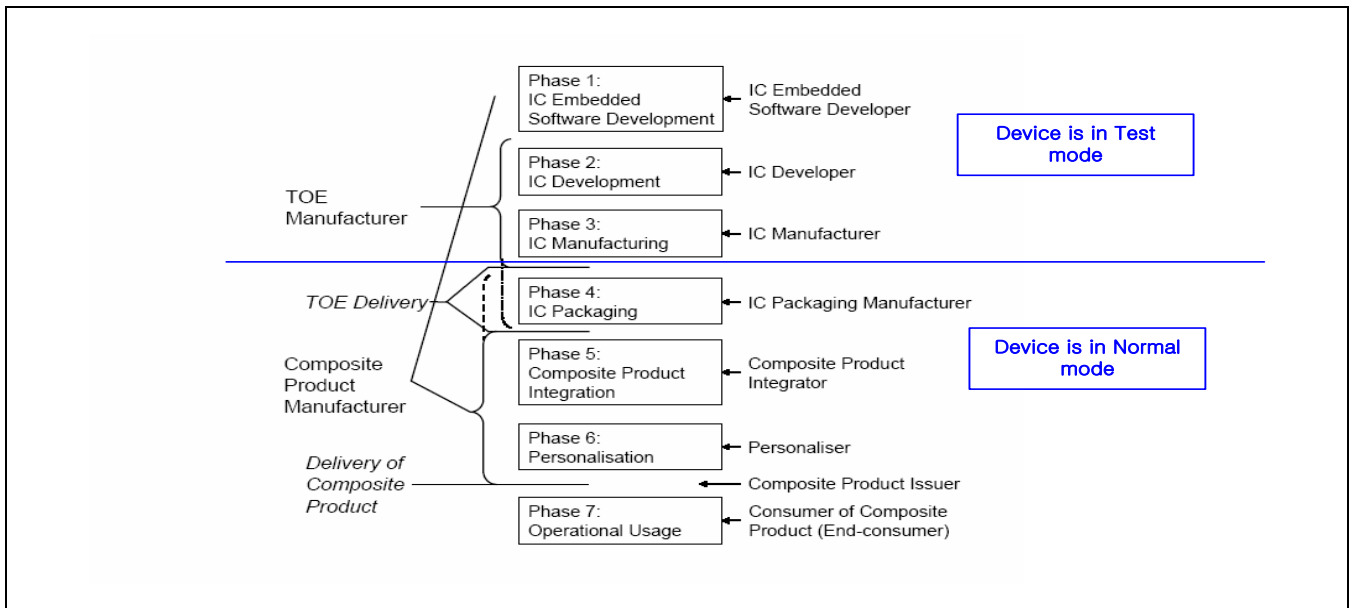 Phase 1:
IC Embedded
Software Development
IC Embedded
Software Developer
Device is in Test
mode
Phase 2:
IC Development
IC Developer
TOE
Manufacturer
Phase 3:
IC Manufacturing
IC Manufacturer
TOE Delivery
Phase 4:
IC Packaging
IC Packaging Manufacturer
Device is in Normal
mode
Composite
Product
Manufacturer
Phase 5:
Composite Product
Integration
Composite Product
Integrator
Phase 6:
Personalisation
Personaliser
Delivery of
Composite
Product
Composite Product Issuer
Phase 7:
Operational Usage
Consumer of Composite
Product (End-consumer)